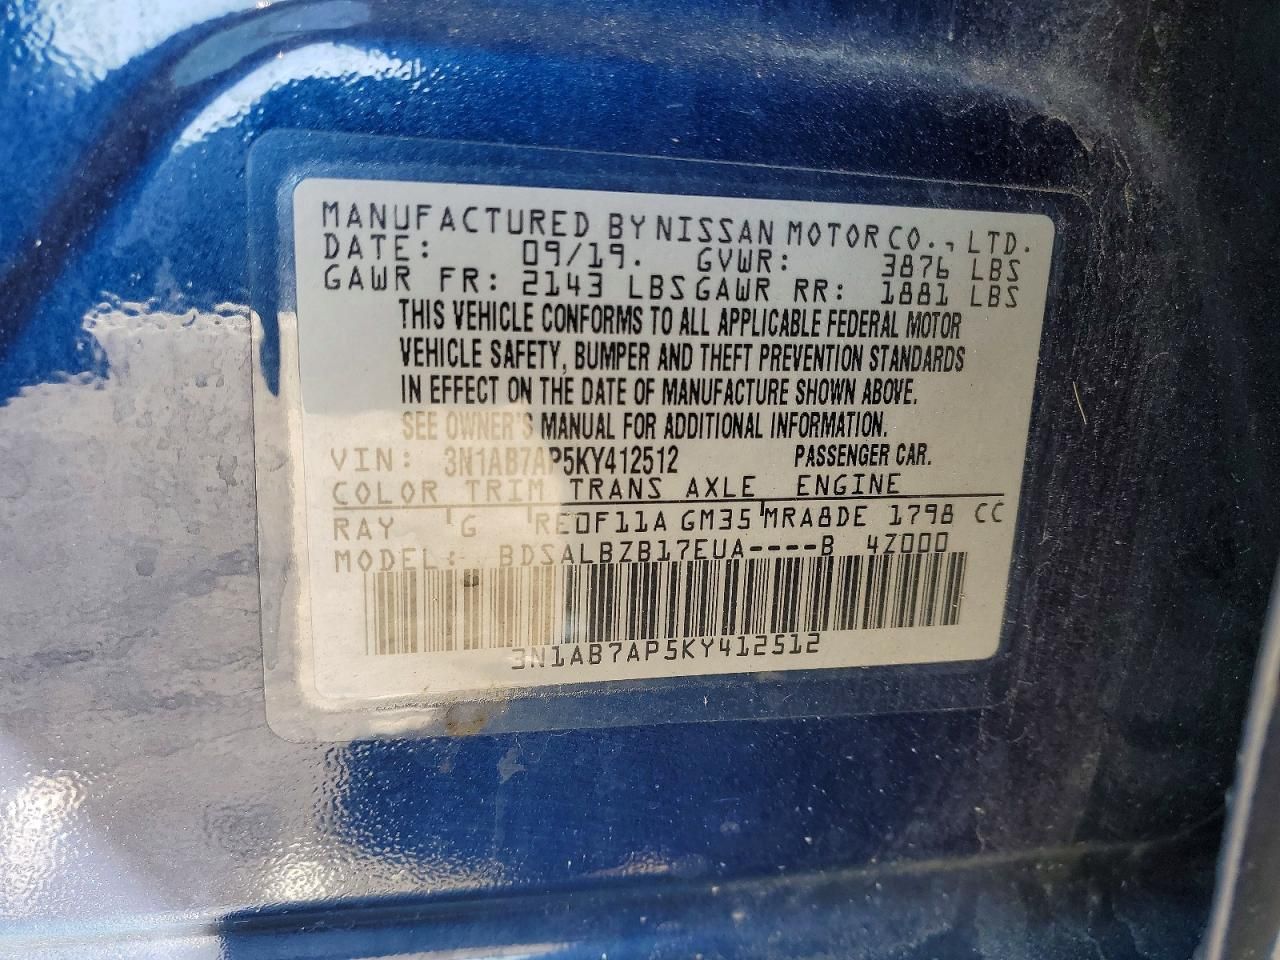 MANUFACTURED BY NISSAN MOTOR CO., LTD.
DATE: 09/19. GVWR: 3876 LBS
GAWR FR: 2143 LBS GAWR RR: 1881 LBS
THIS VEHICLE CONFORMS TO ALL APPLICABLE FEDERAL MOTOR
VEHICLE SAFETY, BUMPER AND THEFT PREVENTION STANDARDS
IN EFFECT ON THE DATE OF MANUFACTURE SHOWN ABOVE.
SEE OWNER'S MANUAL FOR ADDITIONAL INFORMATION.
VIN: 3N1AB7AP5KY412512 PASSENGER CAR.
COLOR TRIM TRANS AXLE ENGINE
RAY G RE0F11A GM35 MRA8DE 1798 CC
MODEL: BDSALBZB17EUA----B 4Z000
3N1AB7AP5KY412512